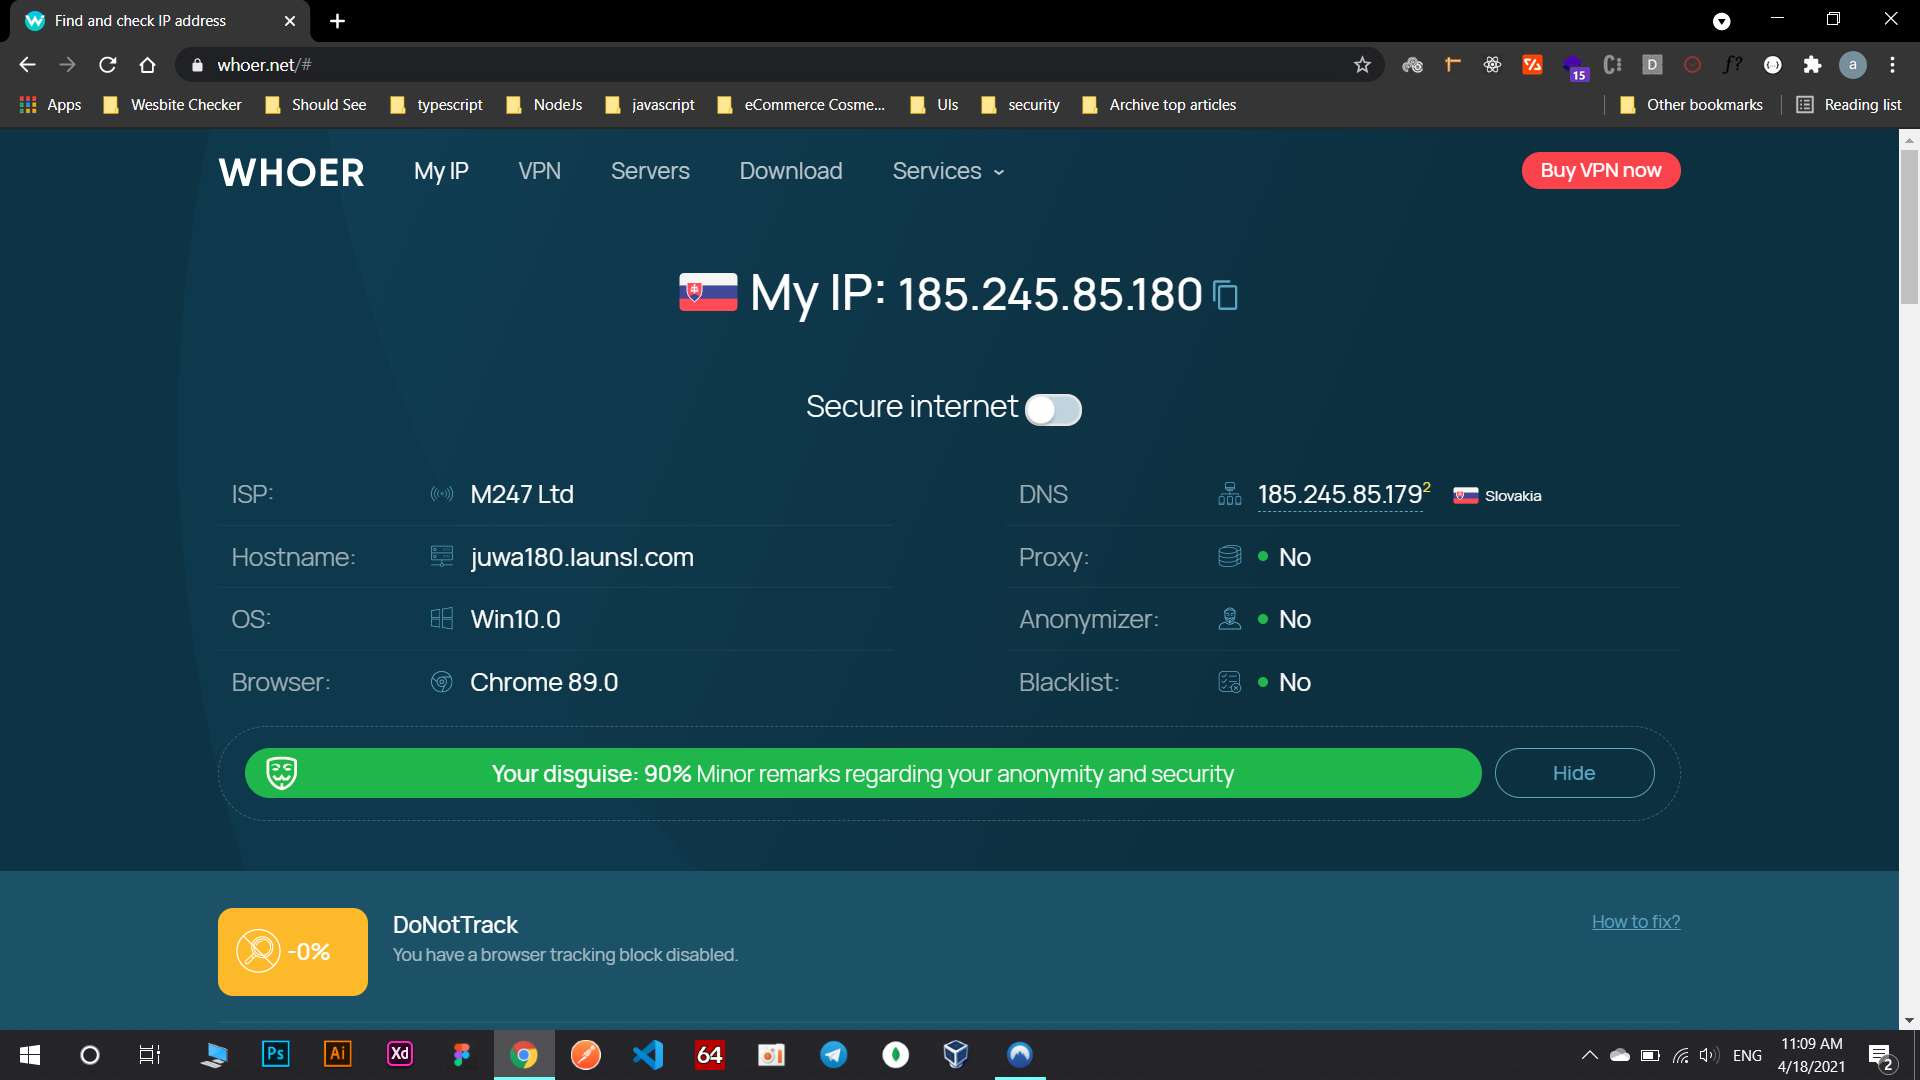 Find and check IP address
whoer.net/#
15
D
ƒ?
a
Apps
Wesbite Checker
Should See
typescript
NodeJs
javascript
eCommerce Cosme...
UIs
security
Archive top articles
Other bookmarks
Reading list
WHOER
My IP
VPN
Servers
Download
Services
Buy VPN now
My IP: 185.245.85.180
Secure internet
ISP: M247 Ltd
DNS 185.245.85.179² Slovakia
Hostname: juwa180.launsl.com
Proxy: No
OS: Win10.0
Anonymizer: No
Browser: Chrome 89.0
Blacklist: No
Your disguise: 90% Minor remarks regarding your anonymity and security
Hide
-0%
DoNotTrack
You have a browser tracking block disabled.
How to fix?
Ps
Ai
Xd
64
ENG
11:09 AM
4/18/2021
2